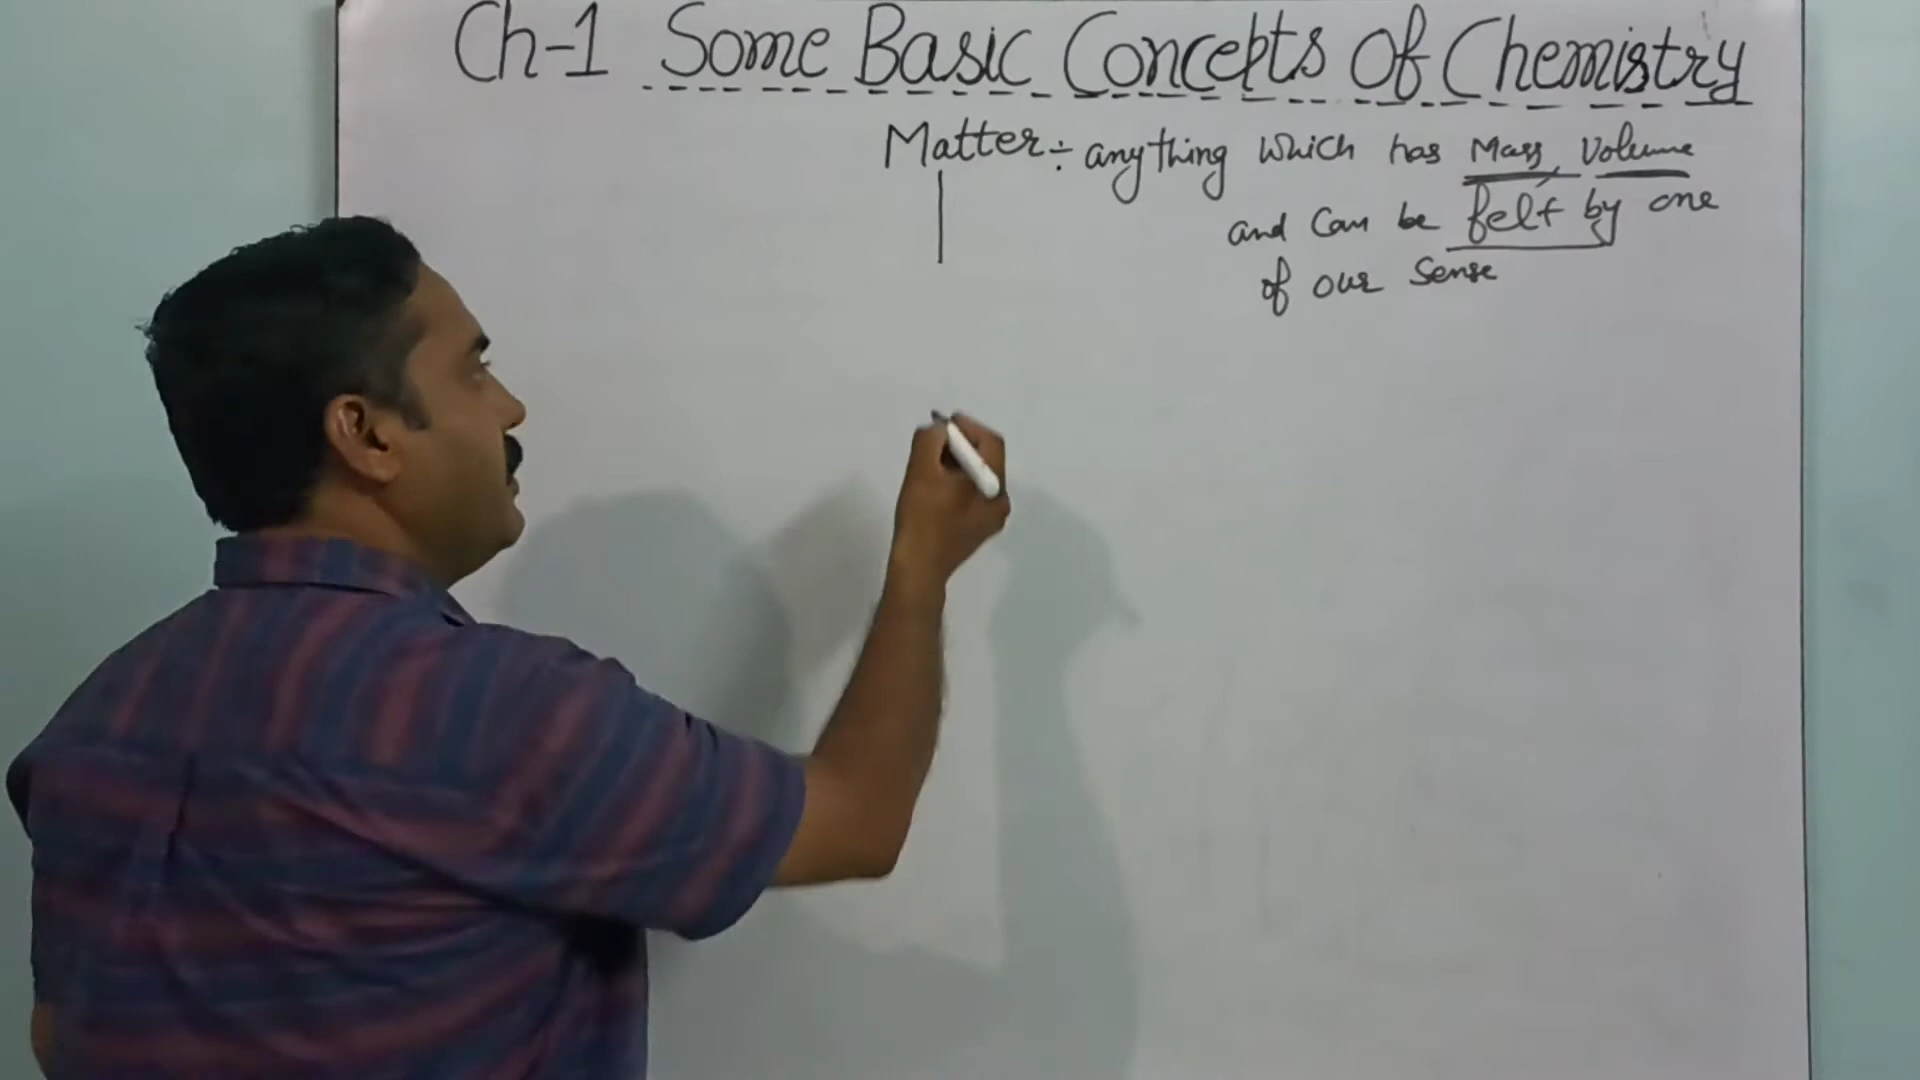 Ch-1 Some Basic Concepts Of Chemistry
Matter ÷ anything which has Mass, Volume
and Can be felt by one
of our Sense